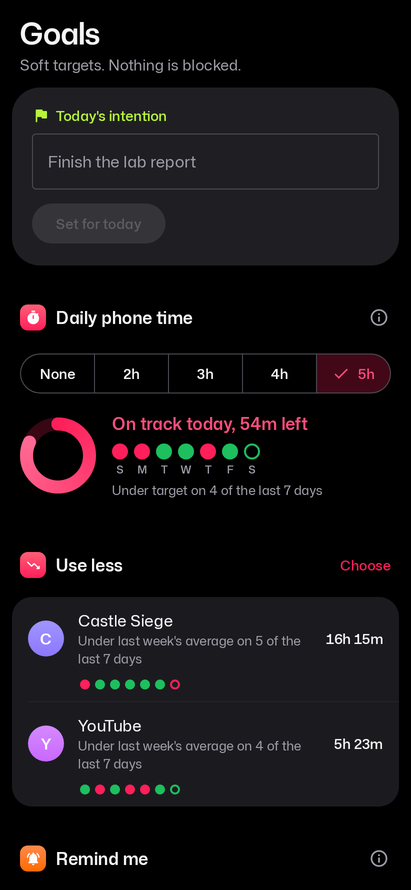 Goals
Soft targets. Nothing is blocked.
Today's intention
Finish the lab report
Set for today
Daily phone time
None 2h 3h 4h 5h
On track today, 54m left
S M T W T F S
Under target on 4 of the last 7 days
Use less Choose
C Castle Siege
Under last week's average on 5 of the 16h 15m
last 7 days
Y YouTube
Under last week's average on 4 of the 5h 23m
last 7 days
Remind me